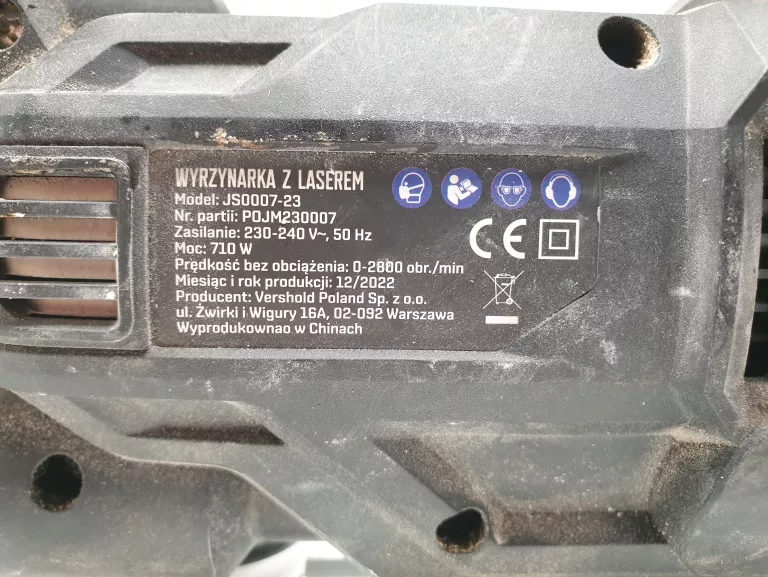 WYRZYNARKA Z LASEREM
Model: JS0007-23
Nr. partii: POJM230007
Zasilanie: 230-240 V~, 50 Hz
Moc: 710 W
Prędkość bez obciążenia: 0-2800 obr./min
Miesiąc i rok produkcji: 12/2022
Producent: Vershold Poland Sp. z o.o.
ul. Żwirki i Wigury 16A, 02-092 Warszawa
Wyprodukownao w Chinach
CE